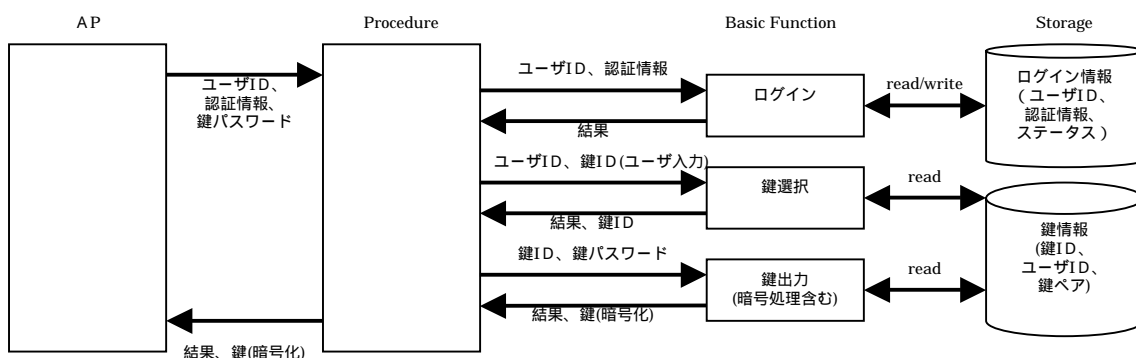 AP
Procedure
Basic Function
Storage
ユーザID、
認証情報、
鍵パスワード
ユーザID、認証情報
ログイン
read/write
ログイン情報
(ユーザID、
認証情報、
ステータス)
結果
ユーザID、鍵ID(ユーザ入力)
鍵選択
read
結果、鍵ID
鍵情報
(鍵ID、
ユーザID、
鍵ペア)
鍵ID、鍵パスワード
鍵出力
(暗号処理含む)
read
結果、鍵(暗号化)
結果、鍵(暗号化)